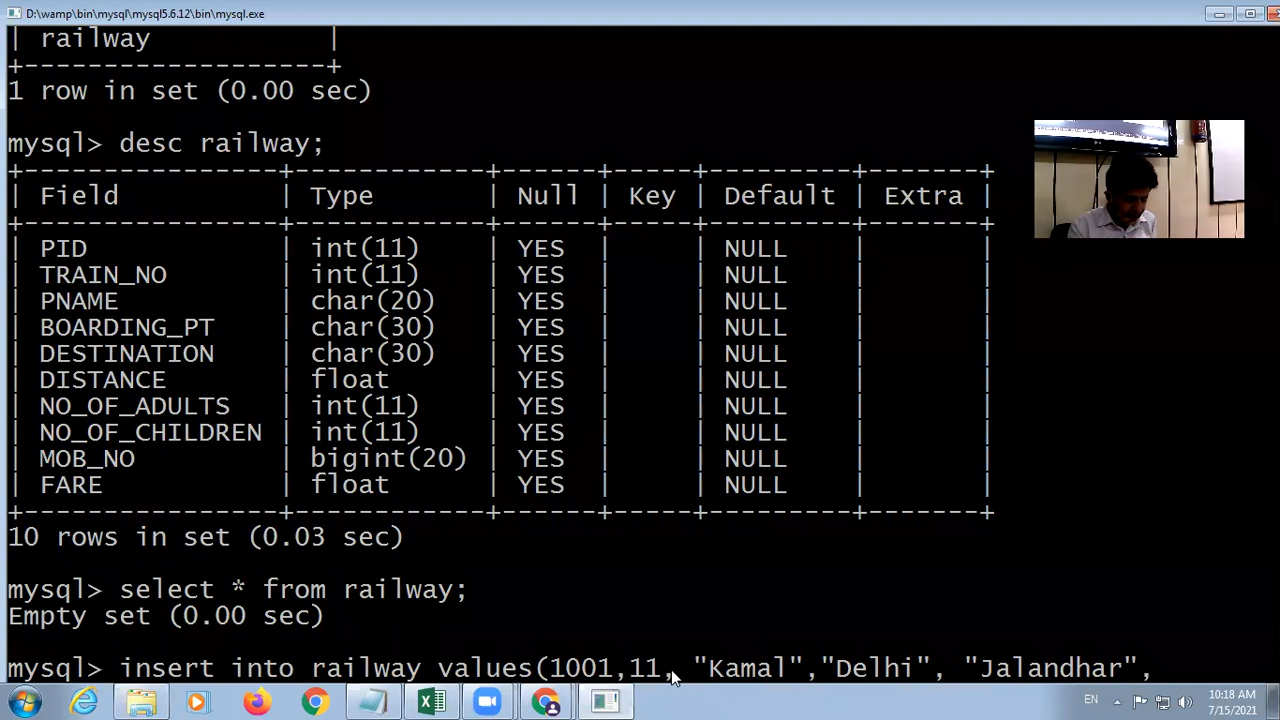 D:\wamp\bin\mysql\mysql5.6.12\bin\mysql.exe
| railway |
+-------------------+
1 row in set (0.00 sec)
mysql> desc railway;
+----------------+------------+------+-----+---------+-------+
| Field | Type | Null | Key | Default | Extra |
+----------------+------------+------+-----+---------+-------+
| PID | int(11) | YES | | NULL | |
| TRAIN_NO | int(11) | YES | | NULL | |
| PNAME | char(20) | YES | | NULL | |
| BOARDING_PT | char(30) | YES | | NULL | |
| DESTINATION | char(30) | YES | | NULL | |
| DISTANCE | float | YES | | NULL | |
| NO_OF_ADULTS | int(11) | YES | | NULL | |
| NO_OF_CHILDREN | int(11) | YES | | NULL | |
| MOB_NO | bigint(20) | YES | | NULL | |
| FARE | float | YES | | NULL | |
+----------------+------------+------+-----+---------+-------+
10 rows in set (0.03 sec)
mysql> select * from railway;
Empty set (0.00 sec)
mysql> insert into railway values(1001,11, "Kamal","Delhi", "Jalandhar",
EN
10:18 AM
7/15/2021